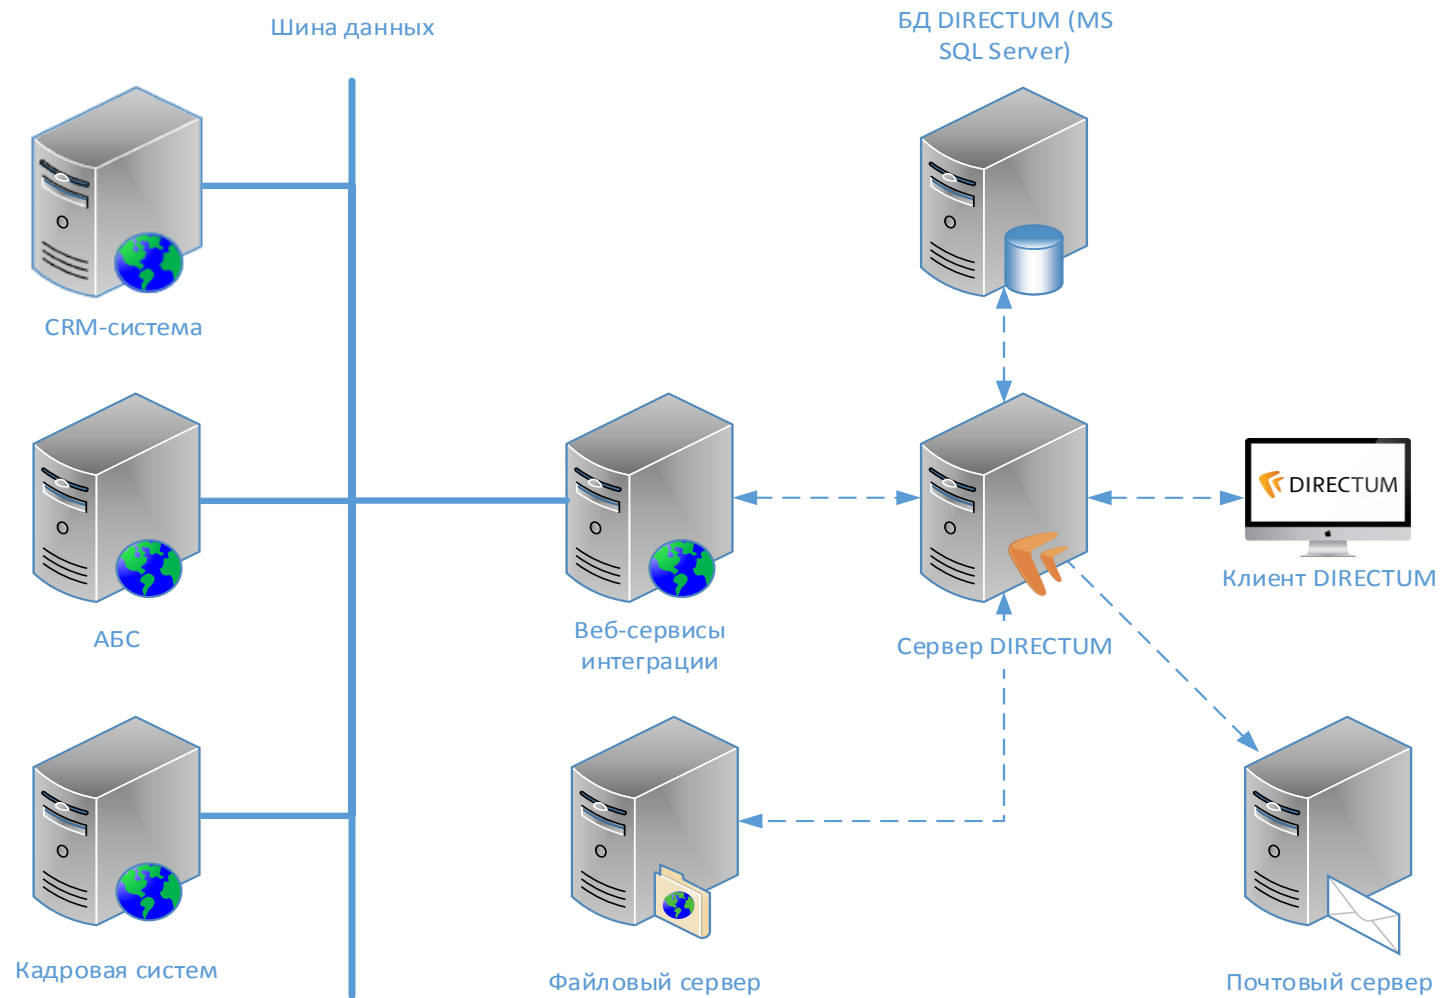 Шина данных
БД DIRECTUM (MS
SQL Server)
CRM-система
DIRECTUM
Клиент DIRECTUM
АБС
Веб-сервисы
интеграции
Сервер DIRECTUM
Кадровая систем
Файловый сервер
Почтовый сервер